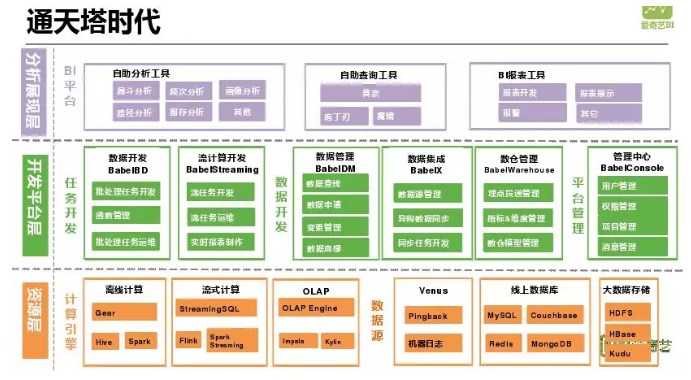 通天塔时代
爱奇艺BI
分析展现层
BI平台
自助分析工具
漏斗分析
频次分析
画像分析
路径分析
留存分析
其他
自助查询工具
庖丁刃
魔镜
BI报表工具
报表开发
报表展示
报警
其它
开发平台层
任务开发
数据开发
BabelBD
批处理任务开发
函数管理
批处理任务运维
流计算开发
BabelStreaming
流任务开发
流任务运维
实时报表制作
数据开发
数据管理
BabelDM
数据查找
数据申请
变更管理
数据血缘
数据集成
BabelX
数据源管理
异构数据同步
同步任务开发
数仓管理
BabelWarehouse
埋点投递管理
指标&维度管理
数仓模型管理
平台管理
管理中心
BabelConsole
用户管理
权限管理
项目管理
消息管理
资源层
计算引擎
离线计算
Gear
Hive
Spark
流式计算
StreamingSQL
Flink
Spark Streaming
OLAP
OLAP Engine
Impala
Kylin
数据源
Venus
Pingback
机器日志
线上数据库
MySQL
Couchbase
Redis
MongoDB
大数据存储
HDFS
HBase
Kudu